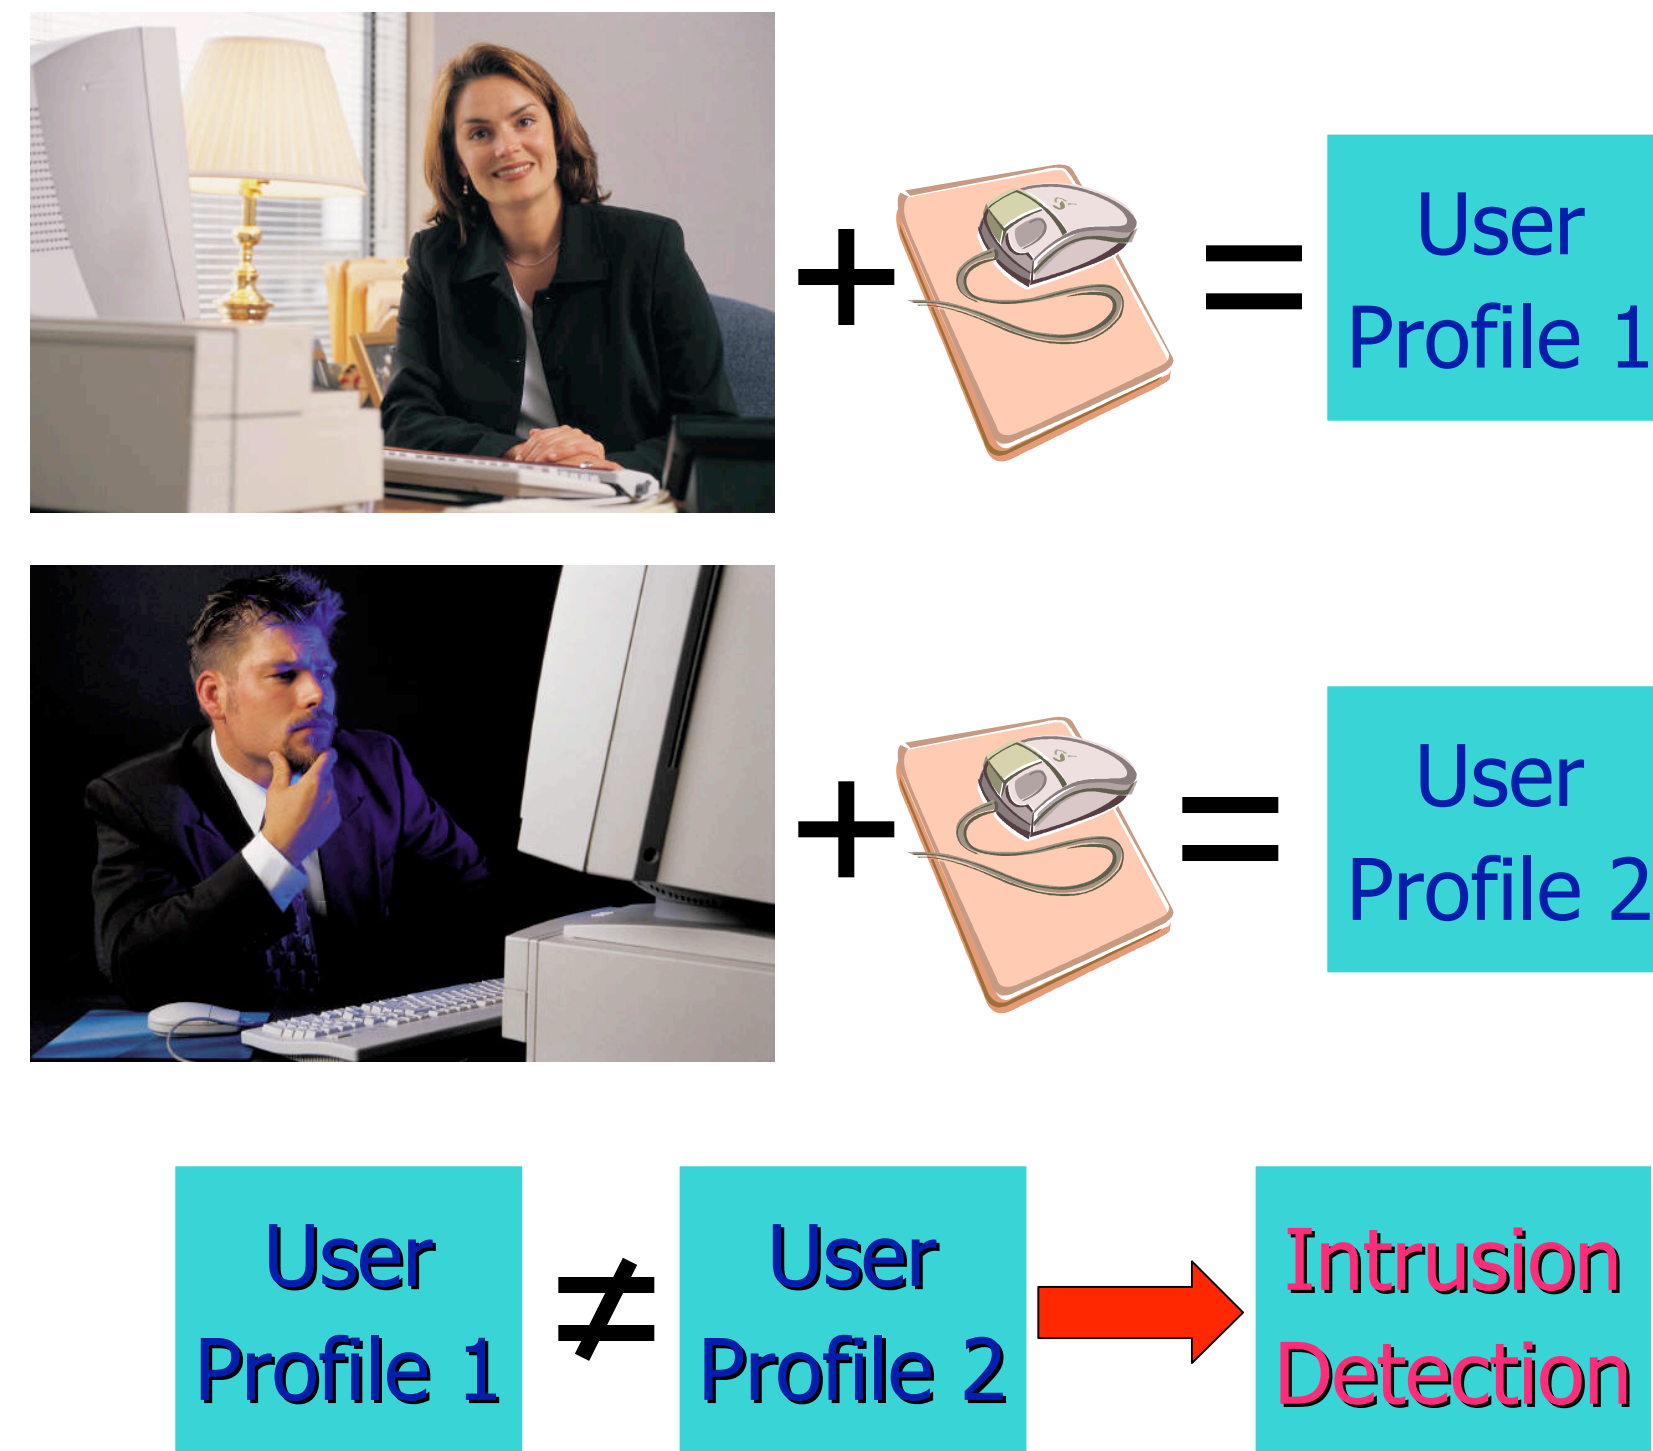 +
=
User
Profile 1
+
=
User
Profile 2
User
Profile 1
≠
User
Profile 2
Intrusion
Detection